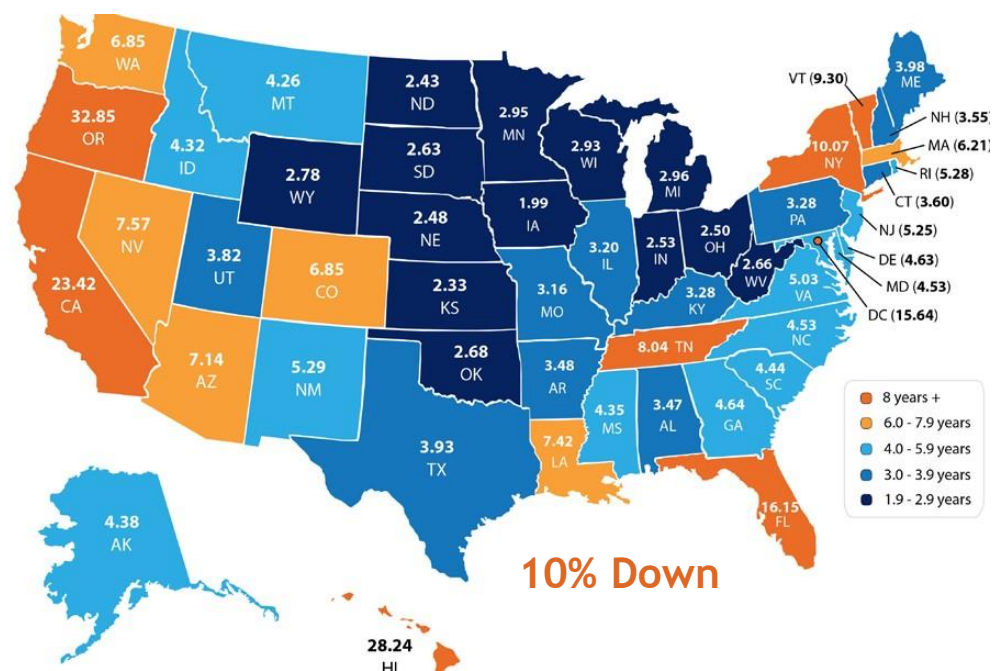 6.85
WA
32.85
OR
23.42
CA
7.57
NV
4.32
ID
4.26
MT
2.78
WY
3.82
UT
6.85
CO
7.14
AZ
5.29
NM
2.43
ND
2.63
SD
2.48
NE
2.33
KS
2.68
OK
3.93
TX
2.95
MN
1.99
IA
3.16
MO
3.48
AR
7.42
LA
2.93
WI
3.20
IL
2.96
MI
2.53
IN
2.50
OH
3.28
KY
8.04 TN
4.35
MS
3.47
AL
4.64
GA
16.15
FL
4.44
SC
4.53
NC
5.03
VA
2.66
WV
3.28
PA
10.07
NY
3.98
ME
VT (9.30)
NH (3.55)
MA (6.21)
RI (5.28)
CT (3.60)
NJ (5.25)
DE (4.63)
MD (4.53)
DC (15.64)
8 years +
6.0 - 7.9 years
4.0 - 5.9 years
3.0 - 3.9 years
1.9 - 2.9 years
4.38
AK
28.24
HI
10% Down